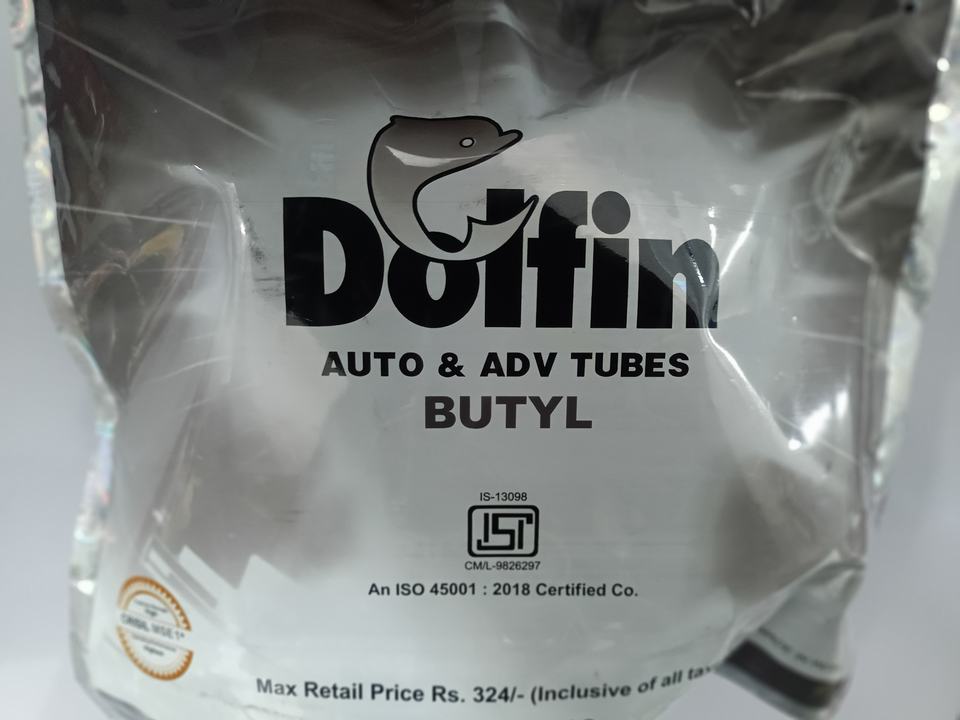 Dolfin
AUTO & ADV TUBES
BUTYL
IS-13098
ISI
CM/L-9826297
An ISO 45001 : 2018 Certified Co.
Max Retail Price Rs. 324/- (Inclusive of all